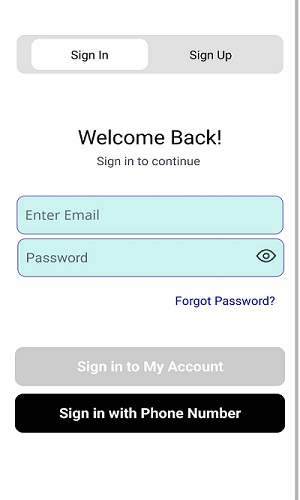 Sign In
Sign Up
Welcome Back!
Sign in to continue
Enter Email
Password
Forgot Password?
Sign in to My Account
Sign in with Phone Number